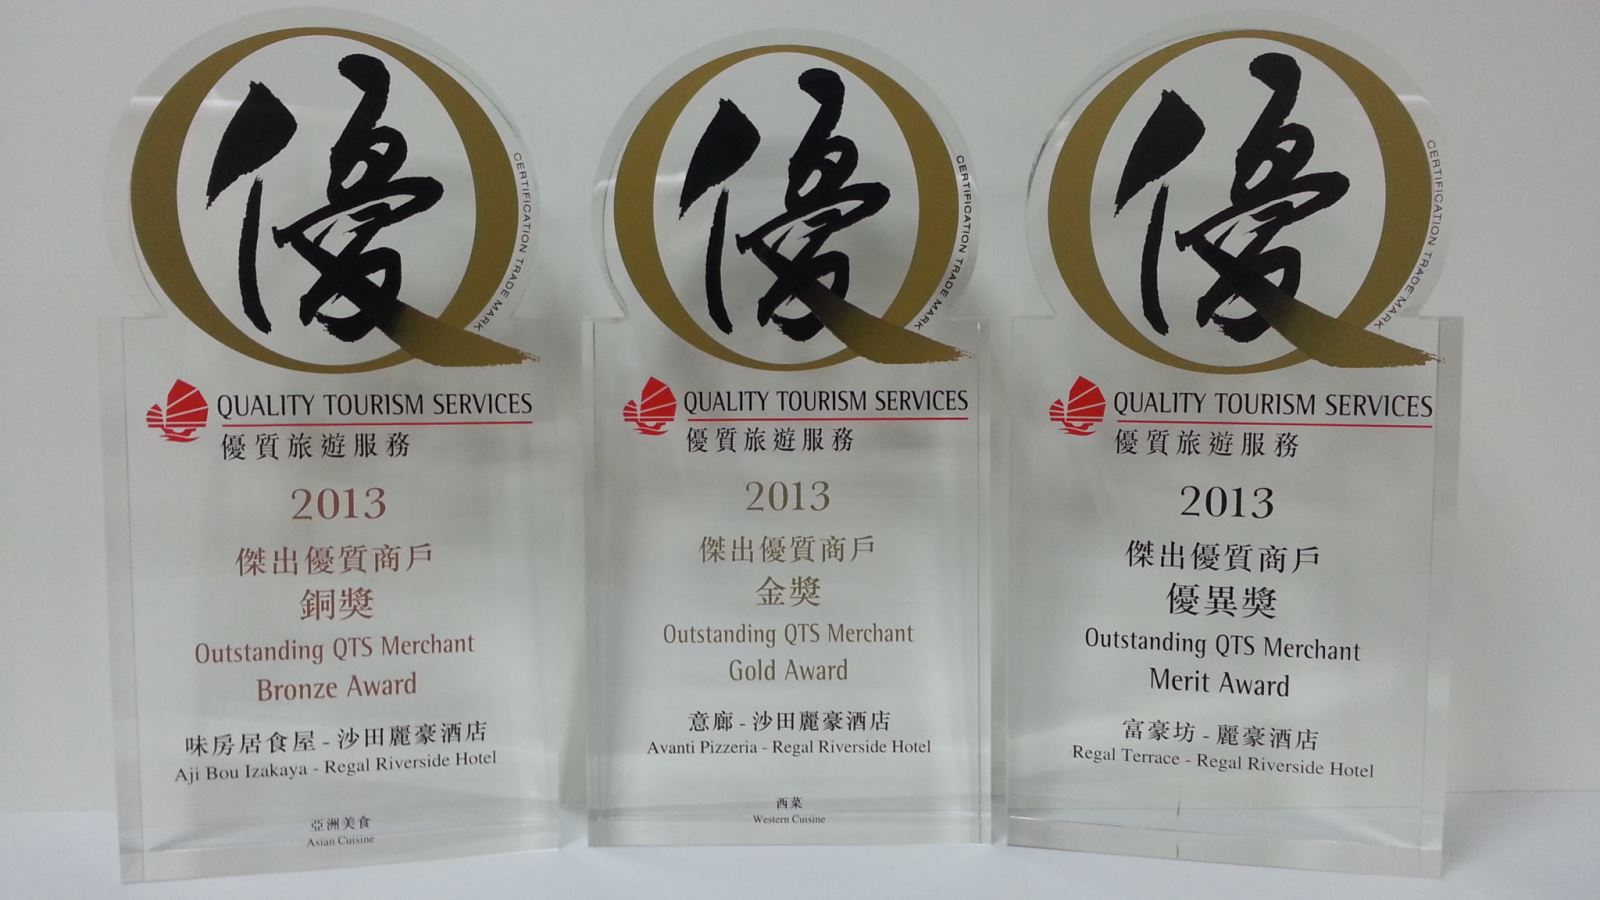 優
CERTIFICATION TRADE MARK
QUALITY TOURISM SERVICES
優質旅遊服務
2013
傑出優質商戶
銅獎
Outstanding QTS Merchant
Bronze Award
味房居食屋 - 沙田麗豪酒店
Aji Bou Izakaya - Regal Riverside Hotel
亞洲美食
Asian Cuisine
優
CERTIFICATION TRADE MARK
QUALITY TOURISM SERVICES
優質旅遊服務
2013
傑出優質商戶
金獎
Outstanding QTS Merchant
Gold Award
意廊 - 沙田麗豪酒店
Avanti Pizzeria - Regal Riverside Hotel
西菜
Western Cuisine
優
CERTIFICATION TRADE MARK
QUALITY TOURISM SERVICES
優質旅遊服務
2013
傑出優質商戶
優異獎
Outstanding QTS Merchant
Merit Award
富豪坊 - 麗豪酒店
Regal Terrace - Regal Riverside Hotel